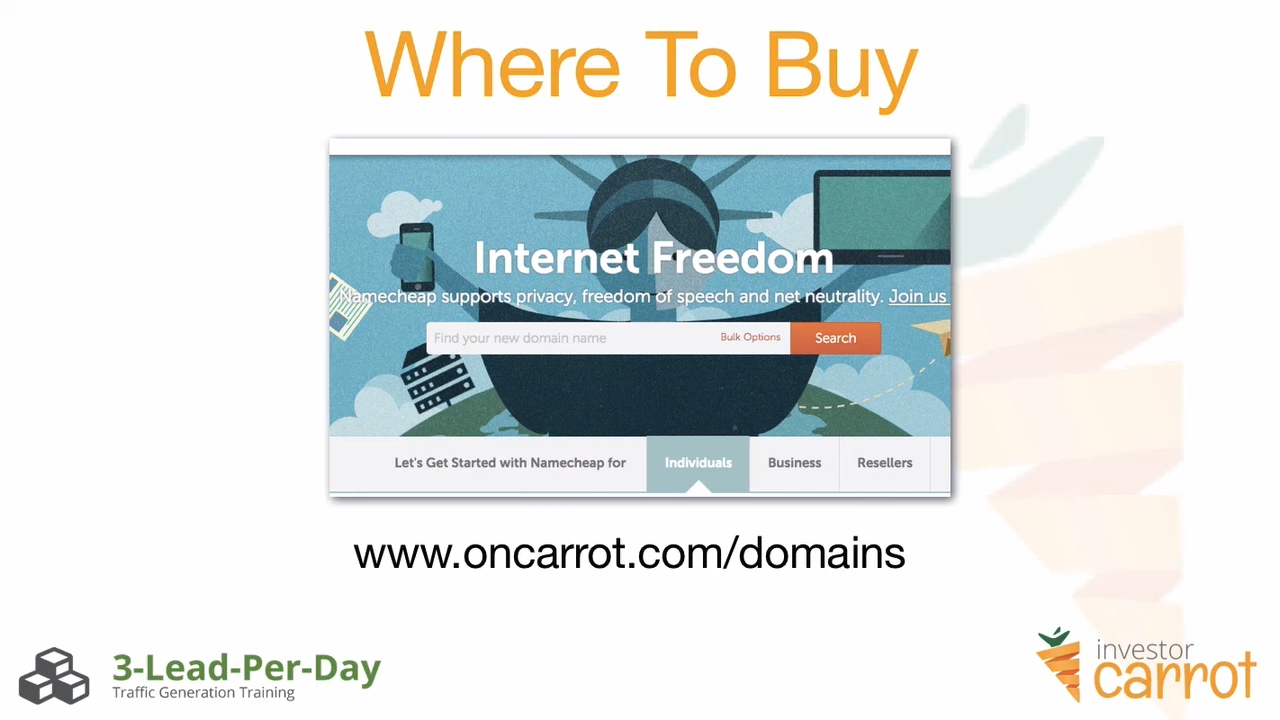 Where To Buy
Internet Freedom
Namecheap supports privacy, freedom of speech and net neutrality. Join us
Find your new domain name Bulk Options Search
Let's Get Started with Namecheap for Individuals Business Resellers
www.oncarrot.com/domains
3-Lead-Per-Day
Traffic Generation Training
investor
carrot